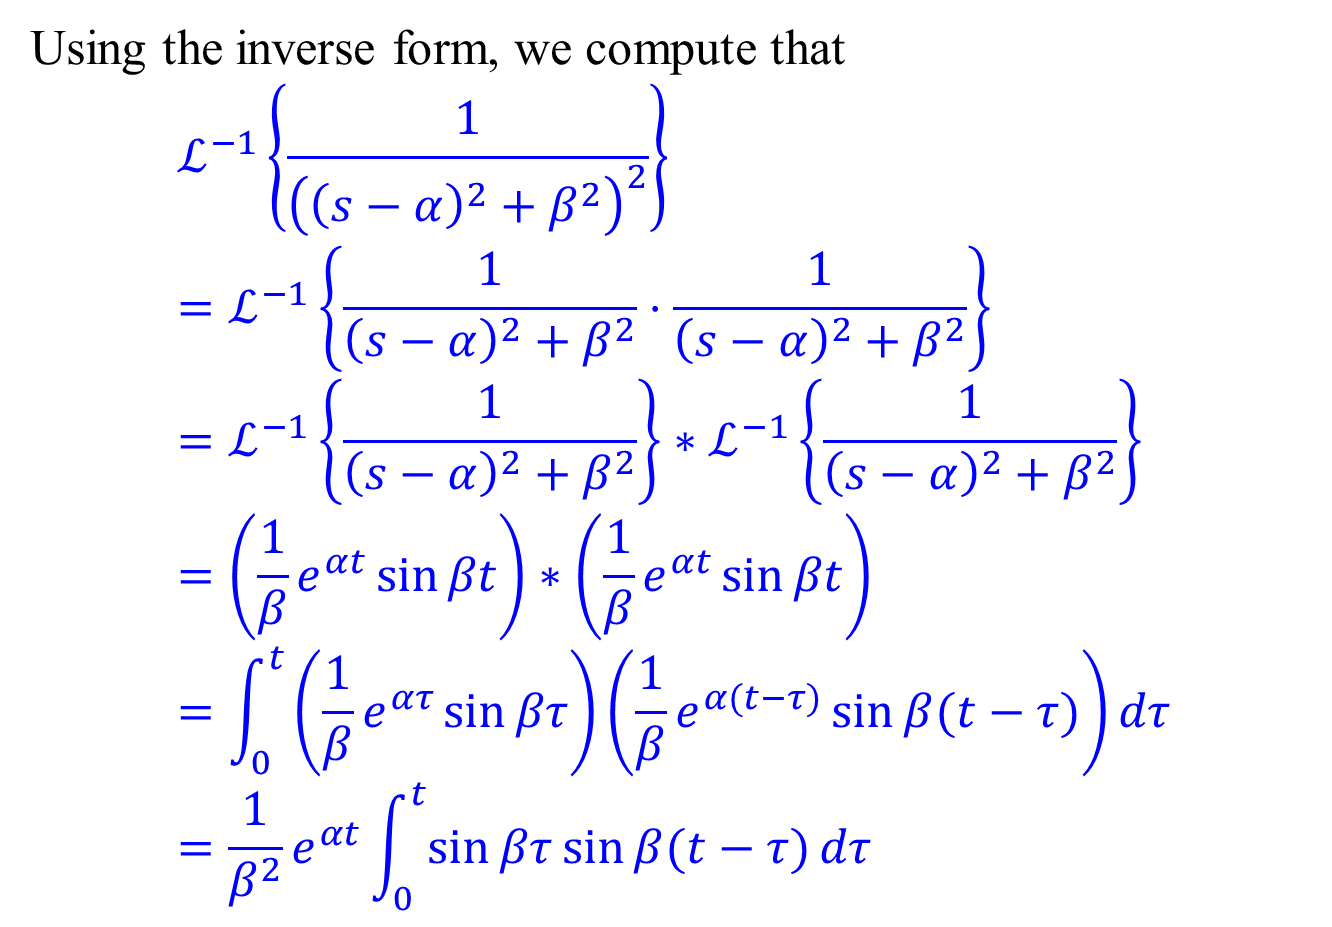 Using the inverse form, we compute that
ℒ⁻¹ { 1 / ((s − α)² + β²)² }
= ℒ⁻¹ { 1 / ((s − α)² + β²) · 1 / ((s − α)² + β²) }
= ℒ⁻¹ { 1 / ((s − α)² + β²) } * ℒ⁻¹ { 1 / ((s − α)² + β²) }
= (1/β e^{αt} sin βt) * (1/β e^{αt} sin βt)
= ∫₀^t (1/β e^{ατ} sin βτ) (1/β e^{α(t−τ)} sin β(t − τ)) dτ
= 1/β² e^{αt} ∫₀^t sin βτ sin β(t − τ) dτ